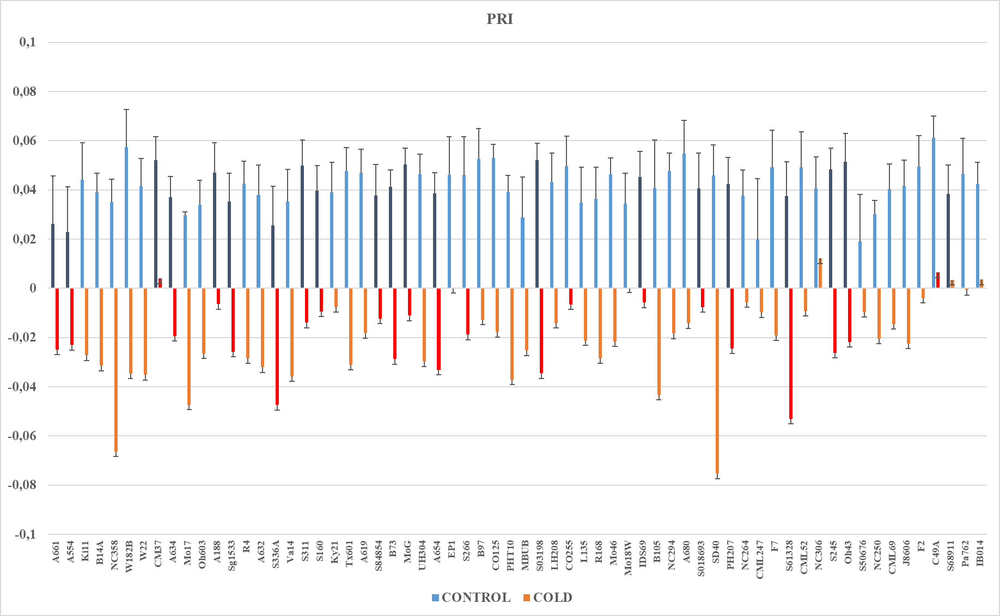 PRI
0,1
0,08
0,06
0,04
0,02
0
-0,02
-0,04
-0,06
-0,08
-0,1
A661
A554
Ki11
B14A
NC358
W182B
W22
CM37
A634
Mo17
Oh603
A188
Sg1533
R4
A632
S336A
Va14
S311
S160
Ky21
Tx601
A619
S84854
B73
MoG
UH304
A654
EP1
S266
B97
CO125
PHT10
MBUB
S03198
LH208
CO255
L135
R168
Mo46
Mo18W
IDS69
B105
NC294
A680
S018693
SD40
PH207
NC264
CML247
F7
S61328
CML52
NC306
S245
Oh43
S50676
NC250
CML69
J8606
F2
C49A
S68911
Pa762
IB014
CONTROL COLD